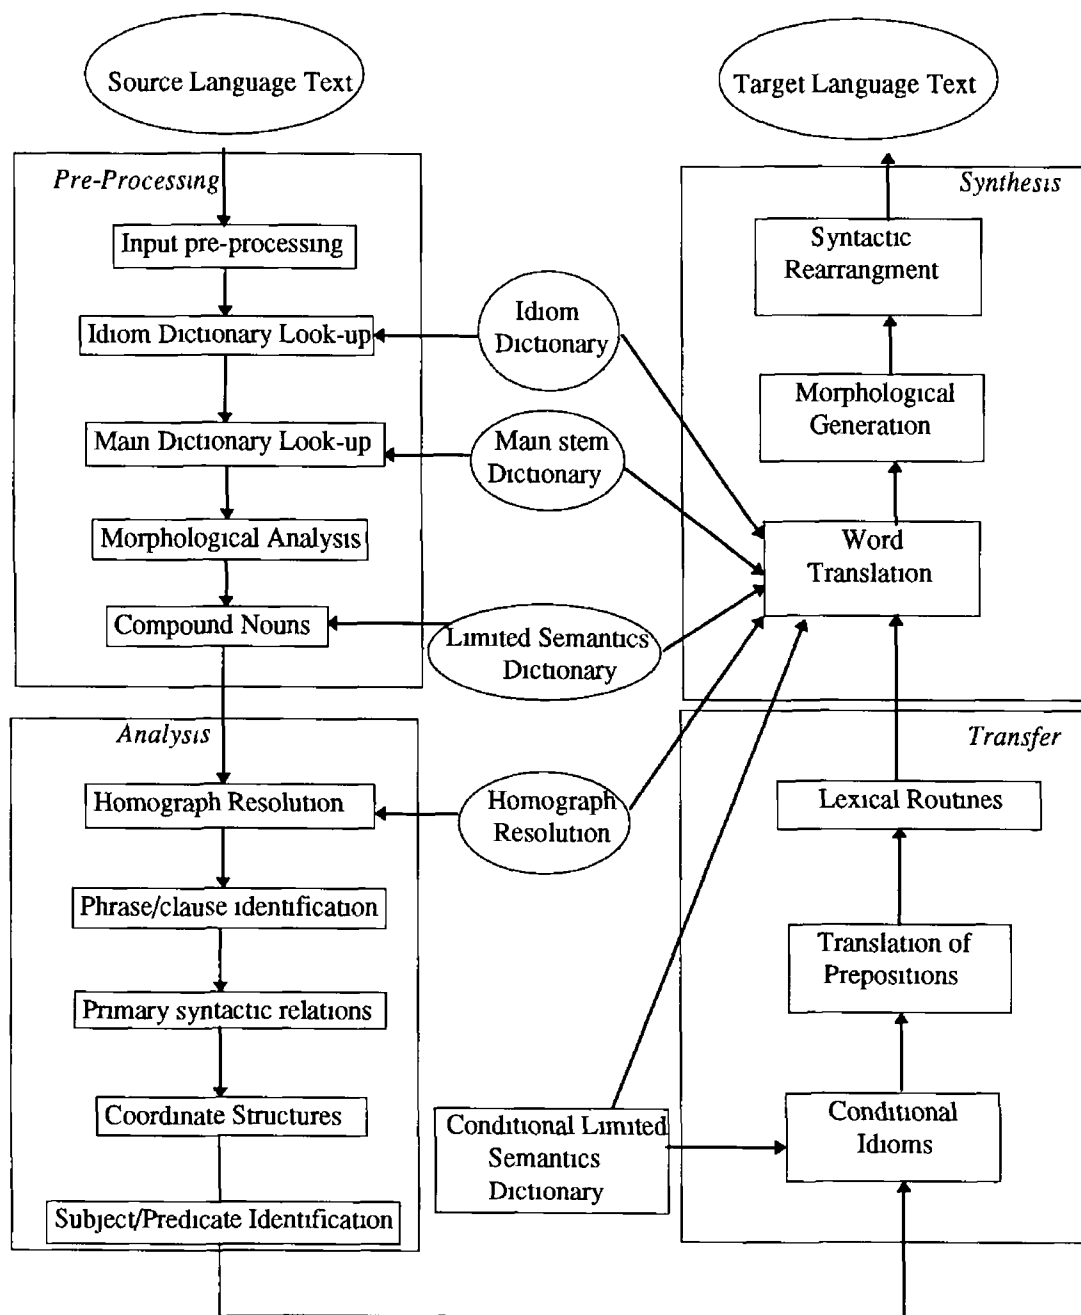 Source Language Text
Pre-Processing
Input pre-processing
Idiom Dictionary Look-up
Main Dictionary Look-up
Morphological Analysis
Compound Nouns
Analysis
Homograph Resolution
Phrase/clause identification
Primary syntactic relations
Coordinate Structures
Subject/Predicate Identification
Idiom
Dictionary
Main stem
Dictionary
Limited Semantics
Dictionary
Homograph
Resolution
Conditional Limited
Semantics
Dictionary
Target Language Text
Synthesis
Syntactic
Rearrangment
Morphological
Generation
Word
Translation
Transfer
Lexical Routines
Translation of
Prepositions
Conditional
Idioms